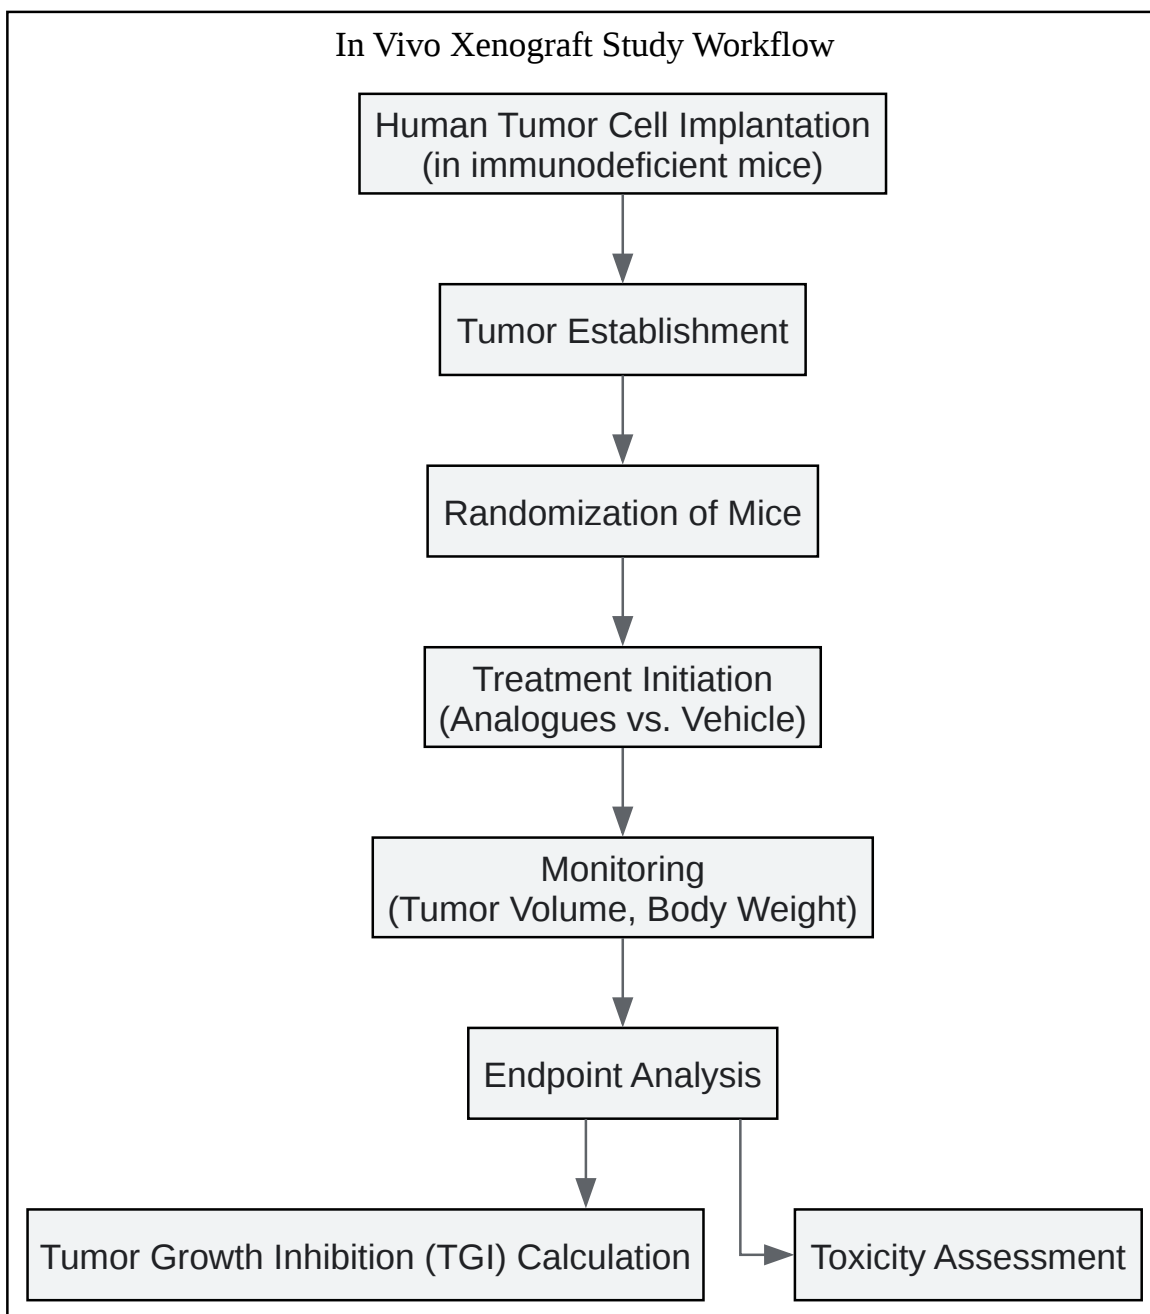 In Vivo Xenograft Study Workflow
Human Tumor Cell Implantation
(in immunodeficient mice)
Tumor Establishment
Randomization of Mice
Treatment Initiation
(Analogues vs. Vehicle)
Monitoring
(Tumor Volume, Body Weight)
Endpoint Analysis
Tumor Growth Inhibition (TGI) Calculation
Toxicity Assessment